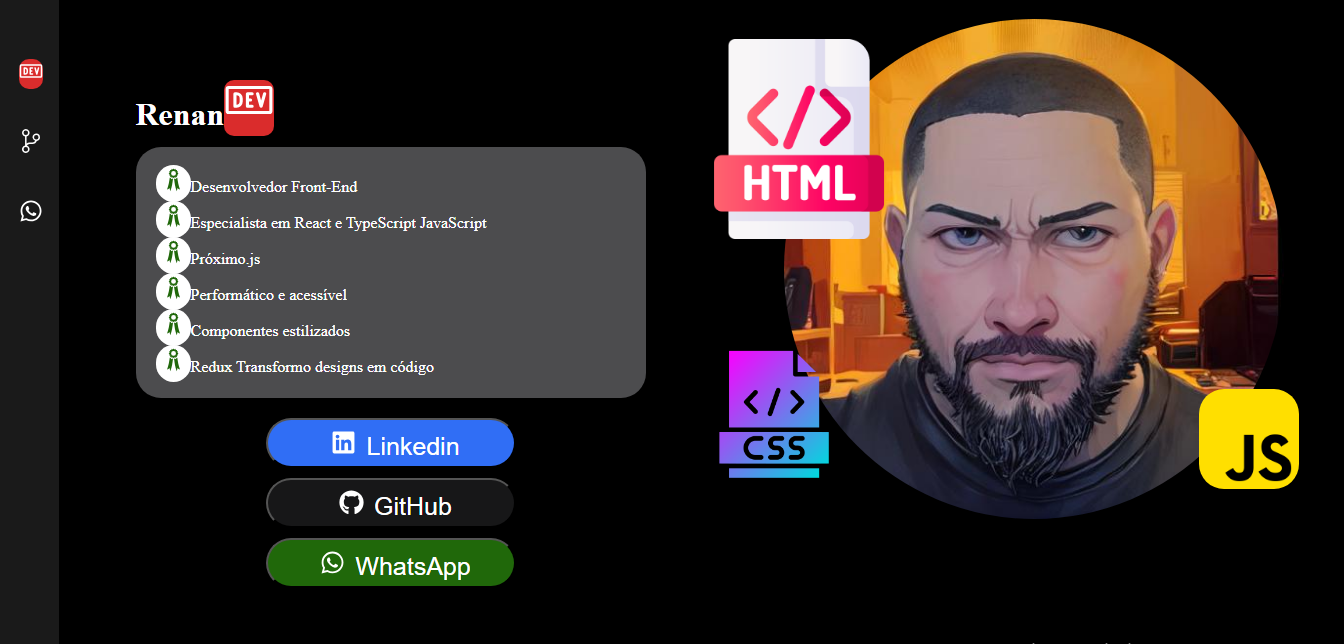 DEV
Renan DEV
Desenvolvedor Front-End
Especialista em React e TypeScript JavaScript
Próximo.js
Performático e acessível
Componentes estilizados
Redux Transformo designs em código
in Linkedin
GitHub
WhatsApp
</> HTML
</> CSS
JS